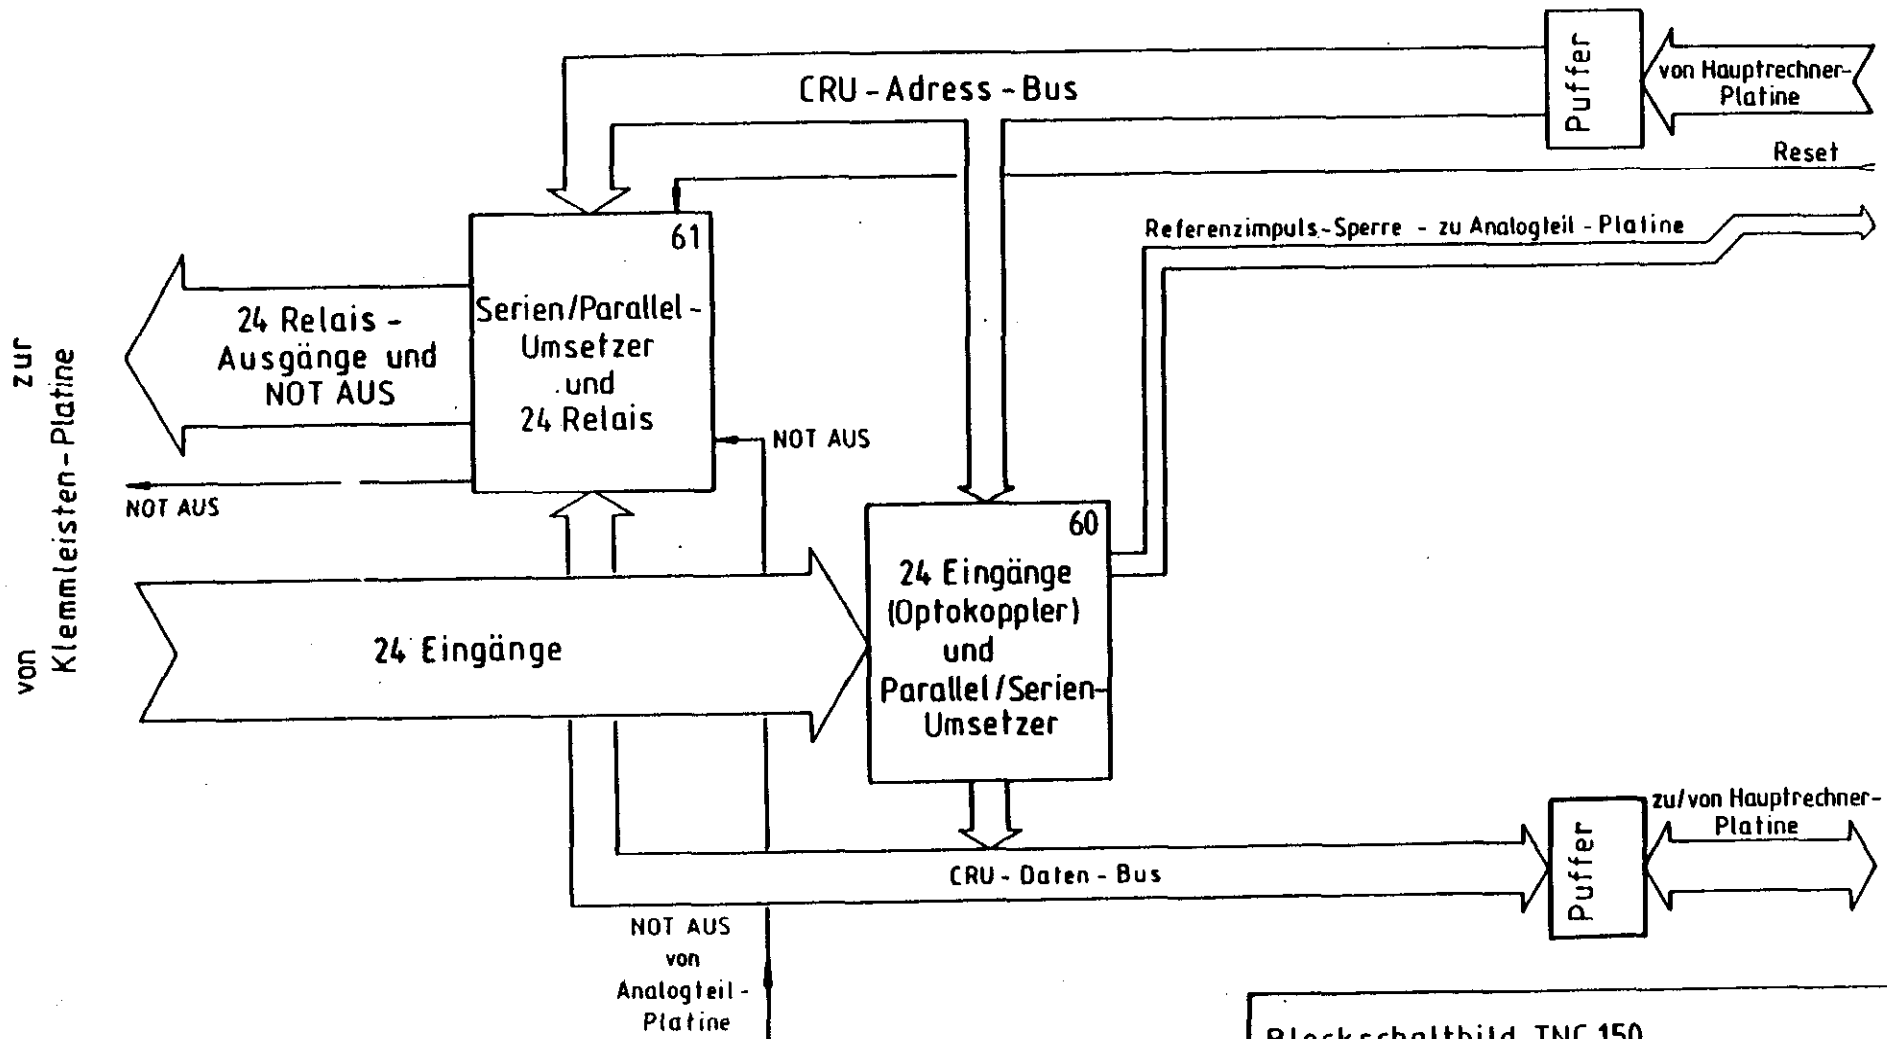 Puffer
von Hauptrechner-
Platine
CRU - Adress - Bus
Reset
Referenzimpuls-Sperre - zu Analogteil - Platine
61
Serien/Parallel-
Umsetzer
und
24 Relais
24 Relais -
Ausgänge und
NOT AUS
NOT AUS
NOT AUS
zur
von
Klemmleisten-Platine
24 Eingänge
60
24 Eingänge
(Optokoppler)
und
Parallel/Serien-
Umsetzer
zu/von Hauptrechner-
Platine
Puffer
CRU - Daten - Bus
NOT AUS
von
Analogteil -
Platine
Blockschaltbild TNC 150